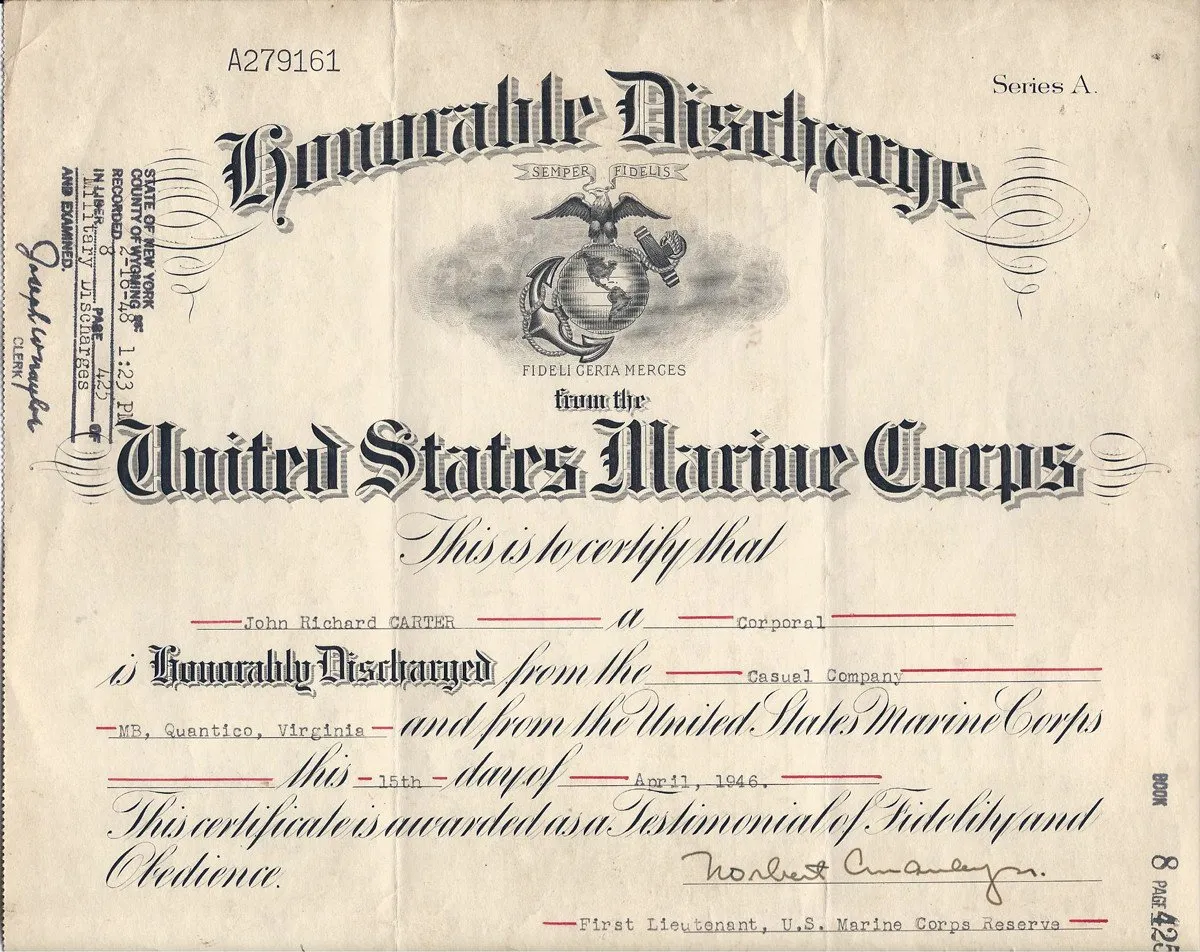 A279161
Series A.
Honorable Discharge
SEMPER FIDELIS
FIDELI CERTA MERCES
from the
United States Marine Corps
This is to certify that
John Richard CARTER a Corporal
is Honorably Discharged from the Casual Company
MB, Quantico, Virginia and from the United States Marine Corps
this 15th day of April, 1946.
This certificate is awarded as a Testimonial of Fidelity and
Obedience.
Norbert
First Lieutenant, U.S. Marine Corps Reserve
STATE OF NEW YORK
COUNTY OF WYOMING
RECORDED 2-18-48 1:23 PM
IN LIBER 8 PAGE 425 OF
Military Discharges
AND EXAMINED.
Joseph
CLERK
BOOK 8 PAGE 425